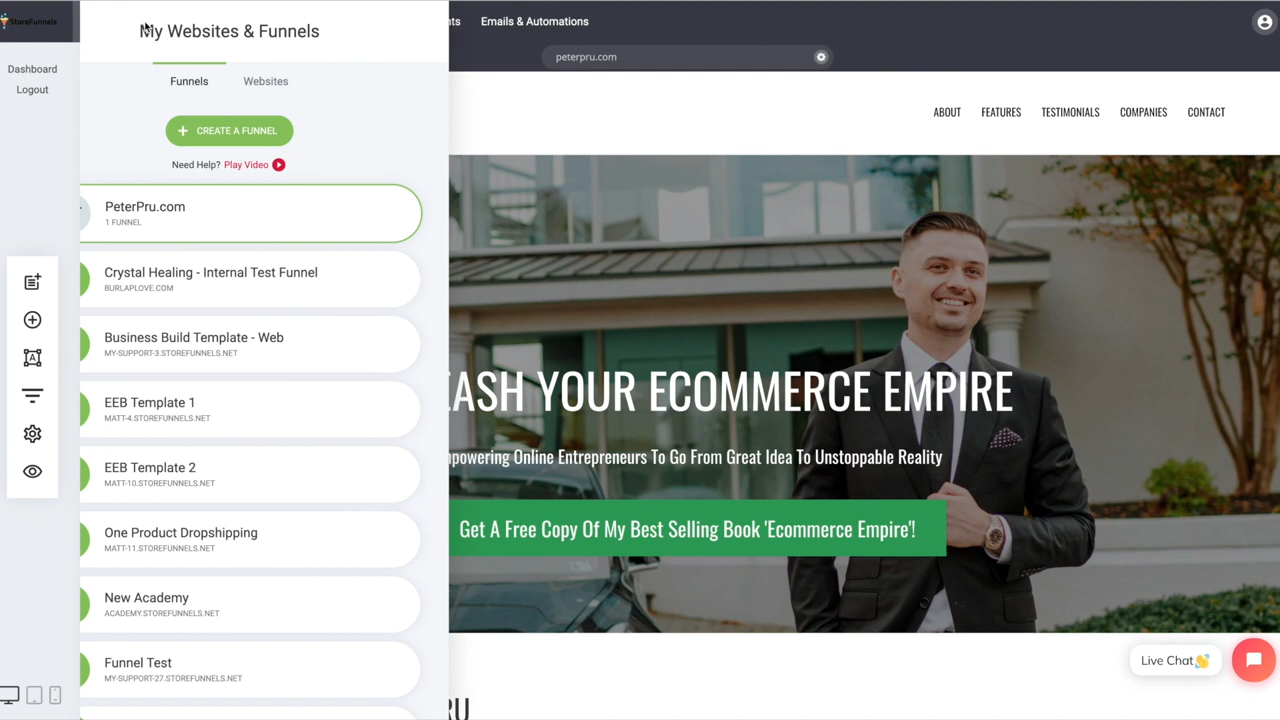 StoreFunnels
Dashboard
Logout
My Websites & Funnels
Funnels
Websites
CREATE A FUNNEL
Need Help? Play Video
PeterPru.com
1 FUNNEL
Crystal Healing - Internal Test Funnel
BURLAPLOVE.COM
Business Build Template - Web
MY-SUPPORT-3.STOREFUNNELS.NET
EEB Template 1
MATT-4.STOREFUNNELS.NET
EEB Template 2
MATT-10.STOREFUNNELS.NET
One Product Dropshipping
MATT-11.STOREFUNNELS.NET
New Academy
ACADEMY.STOREFUNNELS.NET
Funnel Test
MY-SUPPORT-27.STOREFUNNELS.NET
Emails & Automations
peterpru.com
ABOUT
FEATURES
TESTIMONIALS
COMPANIES
CONTACT
EASH YOUR ECOMMERCE EMPIRE
powering Online Entrepreneurs To Go From Great Idea To Unstoppable Reality
Get A Free Copy Of My Best Selling Book 'Ecommerce Empire'!
RU
Live Chat👋